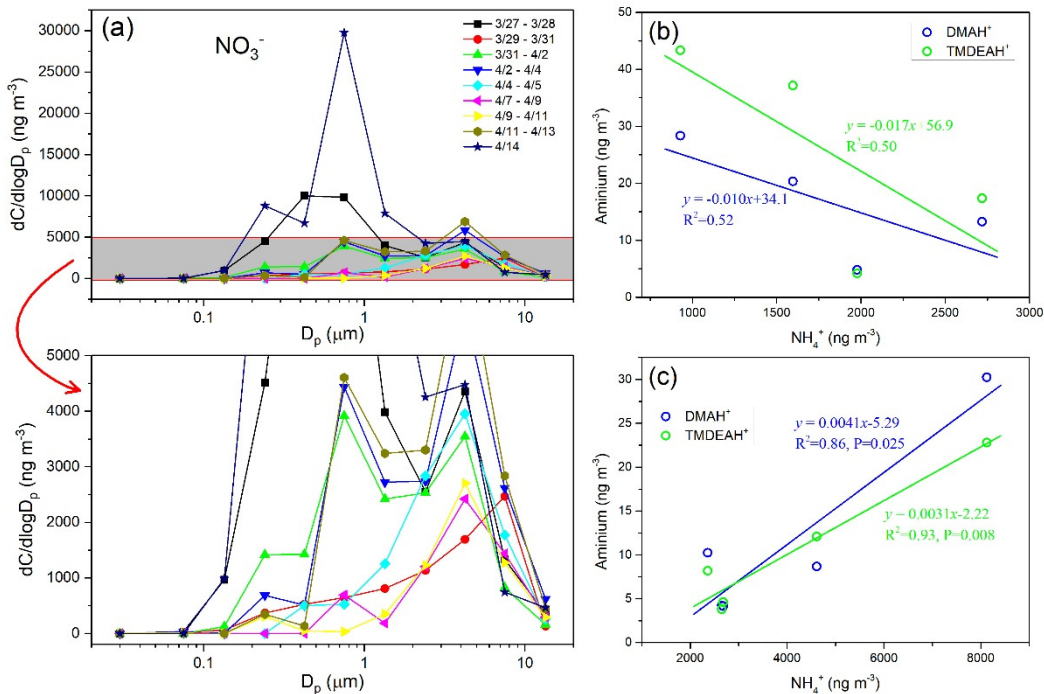 (a)
NO₃⁻
3/27 - 3/28
3/29 - 3/31
3/31 - 4/2
4/2 - 4/4
4/4 - 4/5
4/7 - 4/9
4/9 - 4/11
4/11 - 4/13
4/14
30000
25000
20000
15000
10000
5000
0
dC/dlogDₚ (ng m⁻³)
0.1
1
10
Dₚ (μm)
5000
4000
3000
2000
1000
0
dC/dlogDₚ (ng m⁻³)
0.1
1
10
Dₚ (μm)
(b)
DMAH⁺
TMDEAH⁺
y = -0.017x+56.9
R²=0.50
y = -0.010x+34.1
R²=0.52
50
40
30
20
10
0
Aminium (ng m⁻³)
1000
1500
2000
2500
3000
NH₄⁺ (ng m⁻³)
(c)
DMAH⁺
TMDEAH⁺
y = 0.0041x-5.29
R²=0.86, P=0.025
y = 0.0031x-2.22
R²=0.93, P=0.008
30
25
20
15
10
5
0
Aminium (ng m⁻³)
2000
4000
6000
8000
NH₄⁺ (ng m⁻³)